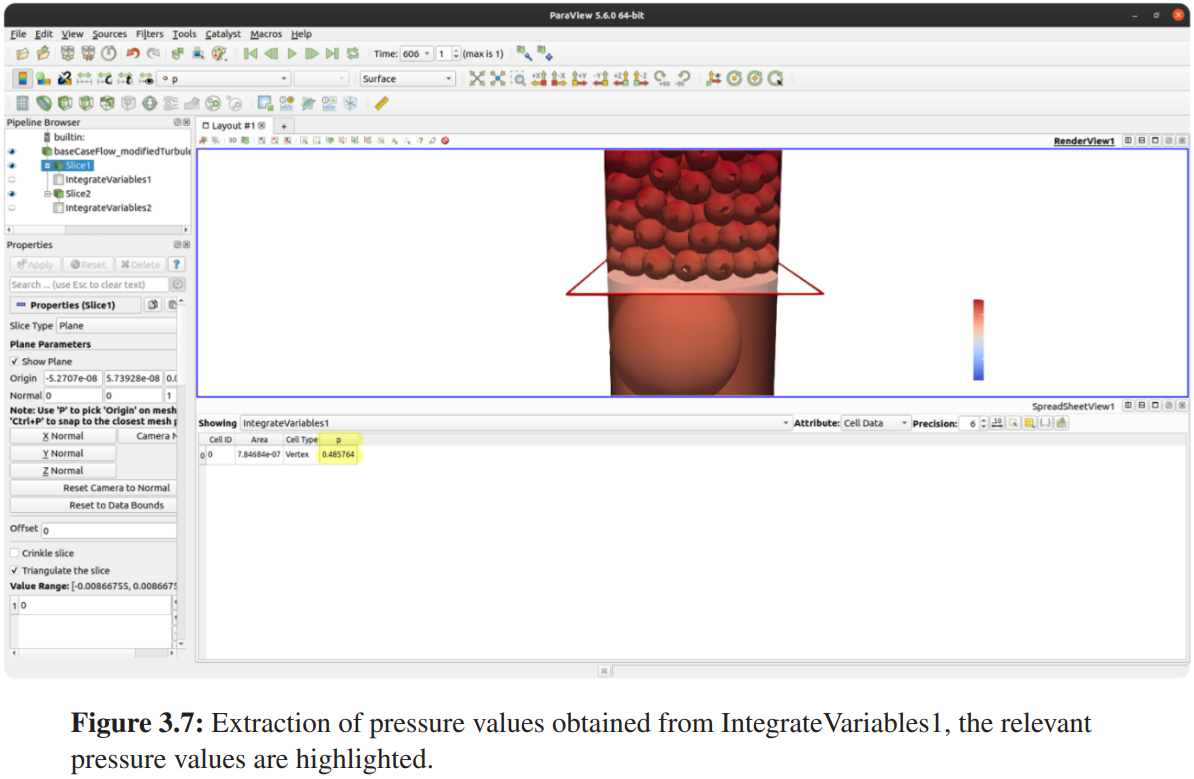 ParaView 5.6.0 64-bit
File Edit View Sources Filters Tools Catalyst Macros Help
Time: 606 1 (max is 1)
p Surface
Pipeline Browser
Layout #1
builtin:
baseCaseFlow_modifiedTurbule
3D
RenderView1
Slice1
IntegrateVariables1
Slice2
IntegrateVariables2
Properties
Apply Reset Delete ?
Search ... (use Esc to clear text)
Properties (Slice1)
Slice Type Plane
Plane Parameters
Show Plane
Origin -5.2707e-08 5.73928e-08 0.0
Normal 0 0 1
Note: Use 'P' to pick 'Origin' on mesh
'Ctrl+P' to snap to the closest mesh p
X Normal Camera N
Y Normal
Z Normal
Reset Camera to Normal
Reset to Data Bounds
Offset 0
Crinkle slice
Triangulate the slice
Value Range: [-0.00866755, 0.0086675
1 0
SpreadSheetView1
Showing IntegrateVariables1 Attribute: Cell Data Precision: 6
Cell ID Area Cell Type p
0 0 7.84684e-07 Vertex 0.485764
Figure 3.7: Extraction of pressure values obtained from IntegrateVariables1, the relevant
pressure values are highlighted.